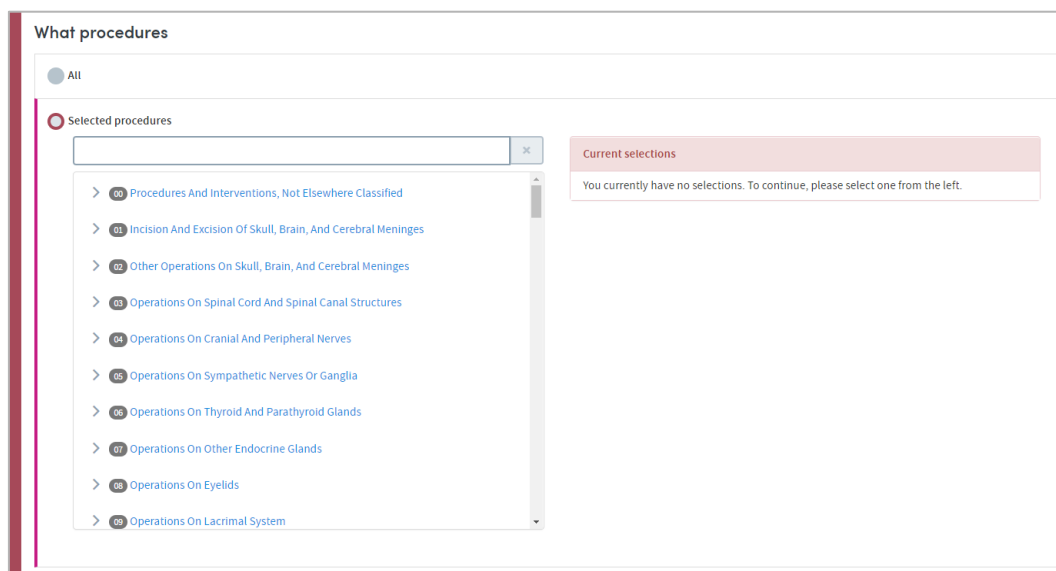 What procedures
All
Selected procedures
Current selections
You currently have no selections. To continue, please select one from the left.
00 Procedures And Interventions, Not Elsewhere Classified
01 Incision And Excision Of Skull, Brain, And Cerebral Meninges
02 Other Operations On Skull, Brain, And Cerebral Meninges
03 Operations On Spinal Cord And Spinal Canal Structures
04 Operations On Cranial And Peripheral Nerves
05 Operations On Sympathetic Nerves Or Ganglia
06 Operations On Thyroid And Parathyroid Glands
07 Operations On Other Endocrine Glands
08 Operations On Eyelids
09 Operations On Lacrimal System